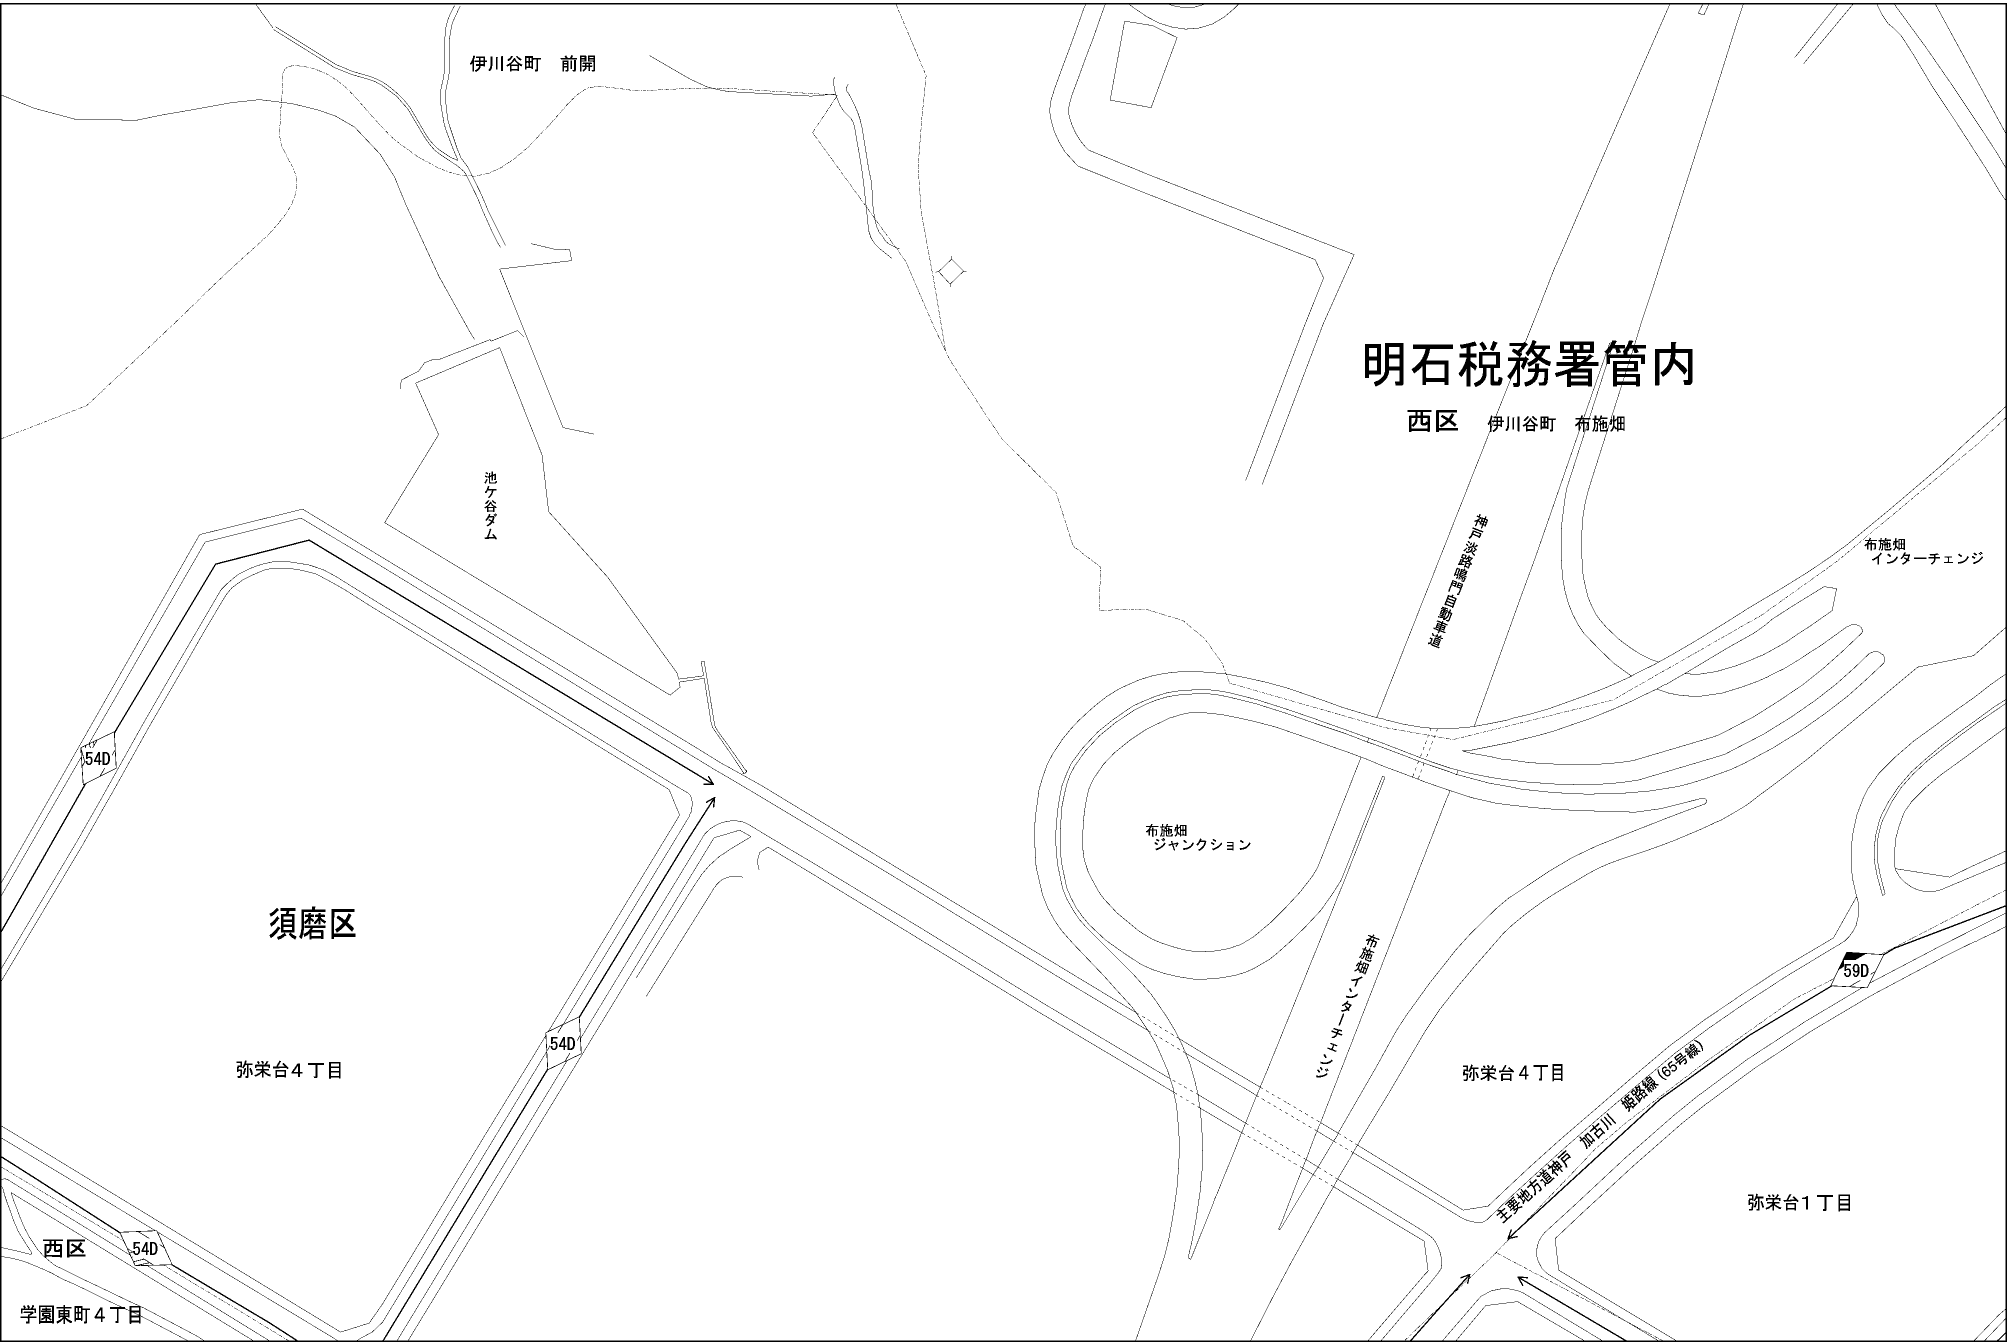 伊川谷町　前開
明石税務署管内
西区　伊川谷町　布施畑
池ケ谷ダム
神戸淡路鳴門自動車道
布施畑
インターチェンジ
54D
布施畑
ジャンクション
須磨区
布施畑インターチェンジ
59D
54D
弥栄台４丁目
弥栄台４丁目
主要地方道神戸　加古川　姫路線(65号線)
弥栄台１丁目
西区
54D
学園東町４丁目